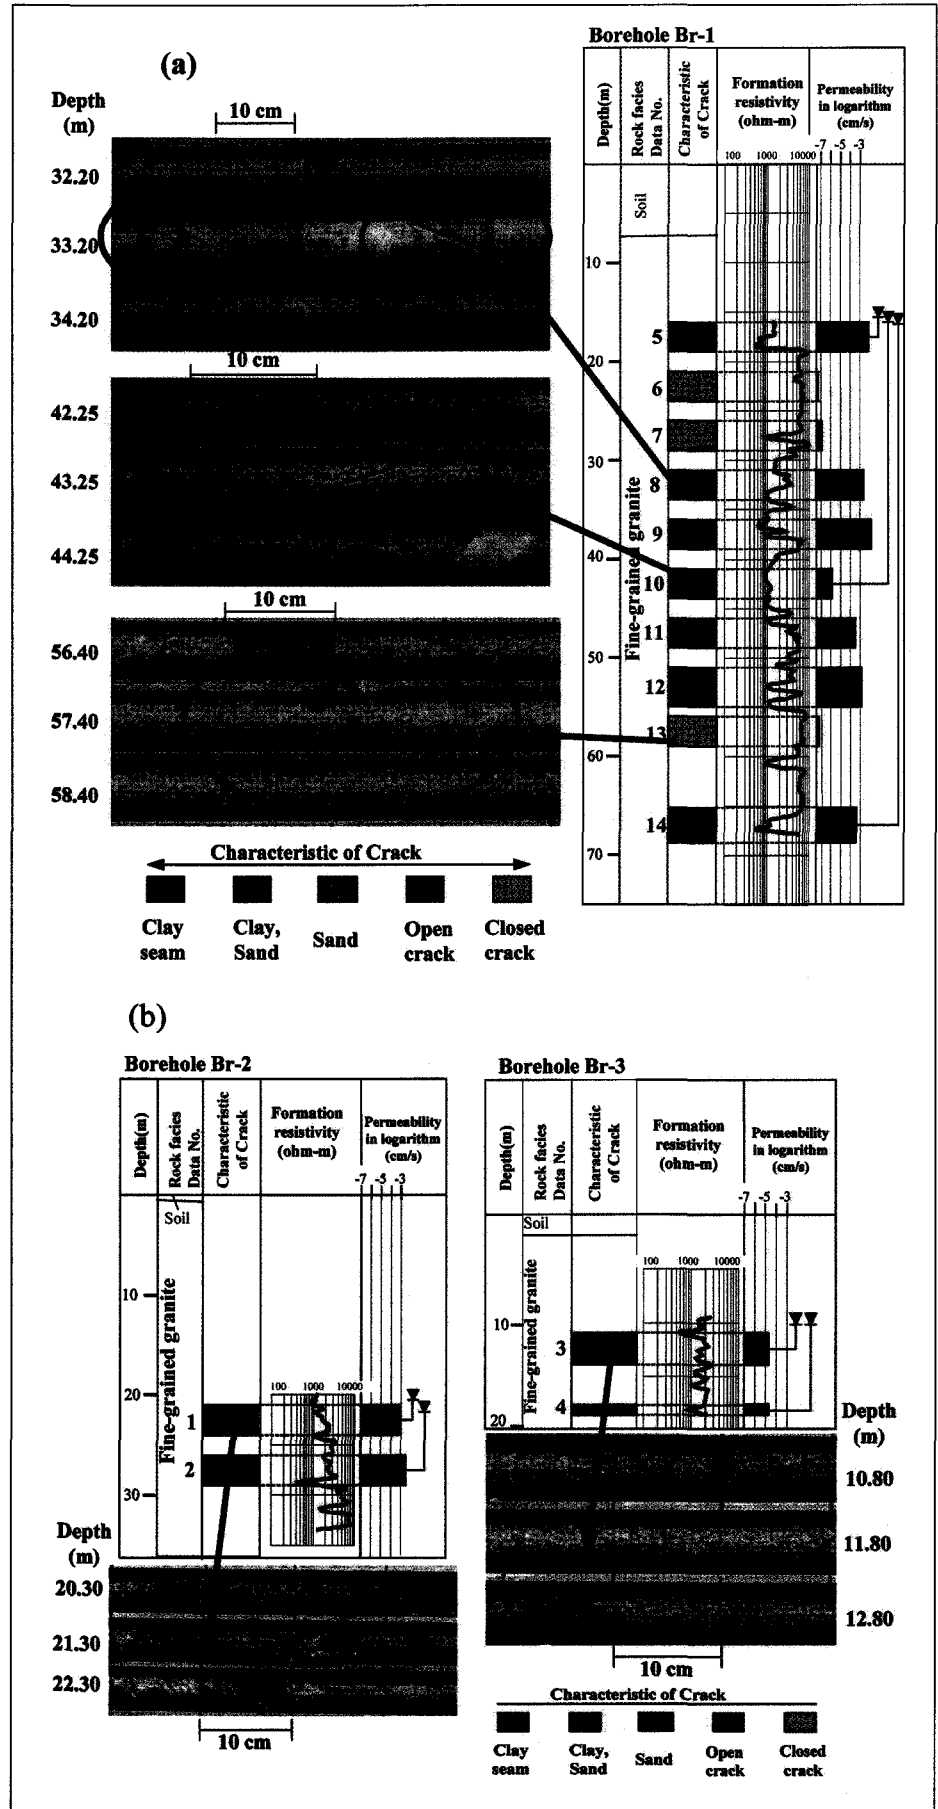 (a)
Depth
(m)
10 cm
32.20
33.20
34.20
10 cm
42.25
43.25
44.25
10 cm
56.40
57.40
58.40
Characteristic of Crack
Clay seam
Clay, Sand
Sand
Open crack
Closed crack
Borehole Br-1
Depth(m)
Rock facies Data No.
Characteristic of Crack
Formation resistivity (ohm-m)
Permeability in logarithm (cm/s)
100 1000 10000
-7 -5 -3
Soil
Fine-grained granite
10
20
30
40
50
60
70
5
6
7
8
9
10
11
12
13
14
(b)
Borehole Br-2
Depth(m)
Rock facies Data No.
Characteristic of Crack
Formation resistivity (ohm-m)
Permeability in logarithm (cm/s)
-7 -5 -3
Soil
Fine-grained granite
10
20
30
100 1000 10000
1
2
Depth
(m)
20.30
21.30
22.30
10 cm
Borehole Br-3
Depth(m)
Rock facies Data No.
Characteristic of Crack
Formation resistivity (ohm-m)
Permeability in logarithm (cm/s)
-7 -5 -3
Soil
Fine-grained granite
100 1000 10000
10
20
3
4
Depth
(m)
10.80
11.80
12.80
10 cm
Characteristic of Crack
Clay seam
Clay, Sand
Sand
Open crack
Closed crack